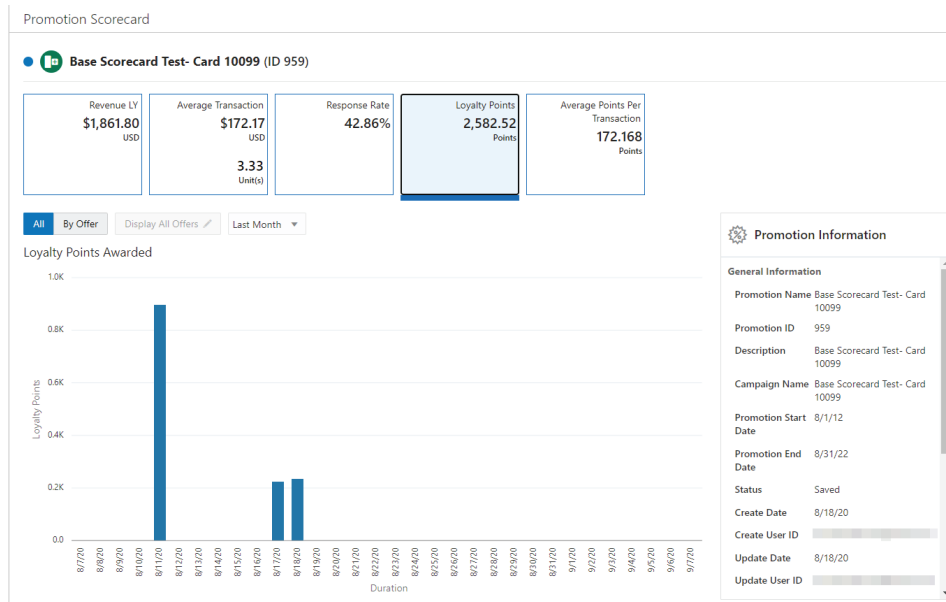 Promotion Scorecard
Base Scorecard Test- Card 10099 (ID 959)
Revenue LY
$1,861.80
USD
Average Transaction
$172.17
USD
3.33
Unit(s)
Response Rate
42.86%
Loyalty Points
2,582.52
Points
Average Points Per
Transaction
172.168
Points
All
By Offer
Display All Offers
Last Month
Loyalty Points Awarded
1.0K
0.8K
0.6K
0.4K
0.2K
0.0
Loyalty Points
8/7/20
8/8/20
8/9/20
8/10/20
8/11/20
8/12/20
8/13/20
8/14/20
8/15/20
8/16/20
8/17/20
8/18/20
8/19/20
8/20/20
8/21/20
8/22/20
8/23/20
8/24/20
8/25/20
8/26/20
8/27/20
8/28/20
8/29/20
8/30/20
8/31/20
9/1/20
9/2/20
9/3/20
9/4/20
9/5/20
9/6/20
9/7/20
Duration
Promotion Information
General Information
Promotion Name Base Scorecard Test- Card
10099
Promotion ID 959
Description Base Scorecard Test- Card
10099
Campaign Name Base Scorecard Test- Card
10099
Promotion Start 8/1/12
Date
Promotion End 8/31/22
Date
Status Saved
Create Date 8/18/20
Create User ID
Update Date 8/18/20
Update User ID